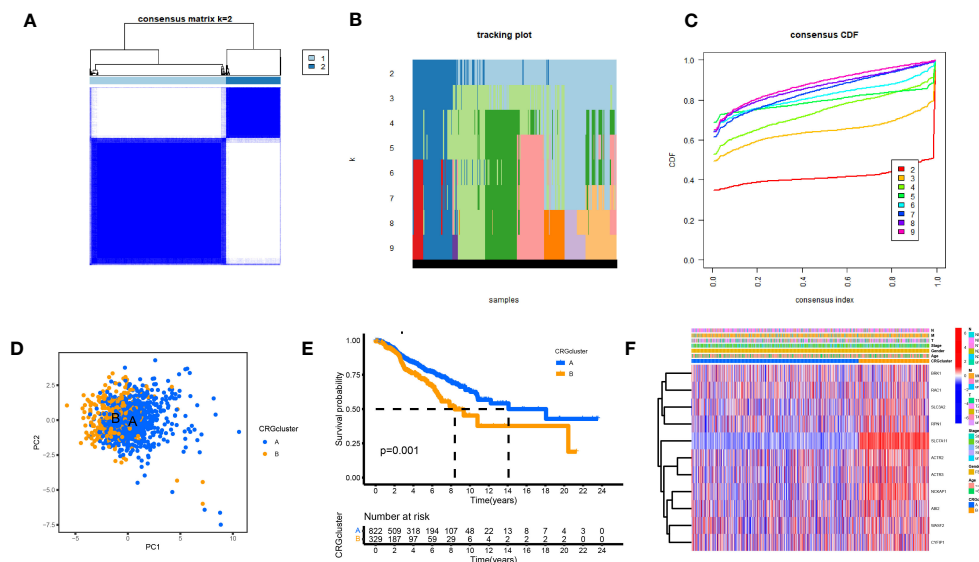 A
consensus matrix k=2
1
2
B
tracking plot
k
2
3
4
5
6
7
8
9
samples
C
consensus CDF
CDF
1.0
0.8
0.6
0.4
0.2
0.0
2
3
4
5
6
7
8
9
0.0 0.2 0.4 0.6 0.8 1.0
consensus index
D
PC2
2.5
0.0
-2.5
-5.0
-7.5
B A
-5 0 5 10
PC1
CRGcluster
A
B
E
CRGcluster
A
B
Survival probability
1.00
0.75
0.50
0.25
0.00
p=0.001
0 2 4 6 8 10 12 14 16 18 20 22 24
Time(years)
Number at risk
CRGcluster
A 822 509 318 194 107 48 22 13 8 7 4 3 0
B 329 187 97 59 29 6 4 2 2 2 2 0 0
0 2 4 6 8 10 12 14 16 18 20 22 24
Time(years)
F
N
M
T
Stage
Gender
Age
CRGcluster
RAC1
SLC3A2
RPN1
SLC7A11
ACTR2
ACTR3
NCKAP1
ABI2
WASF2
CYFIP1
N
M
T
Stage
Gender
Age